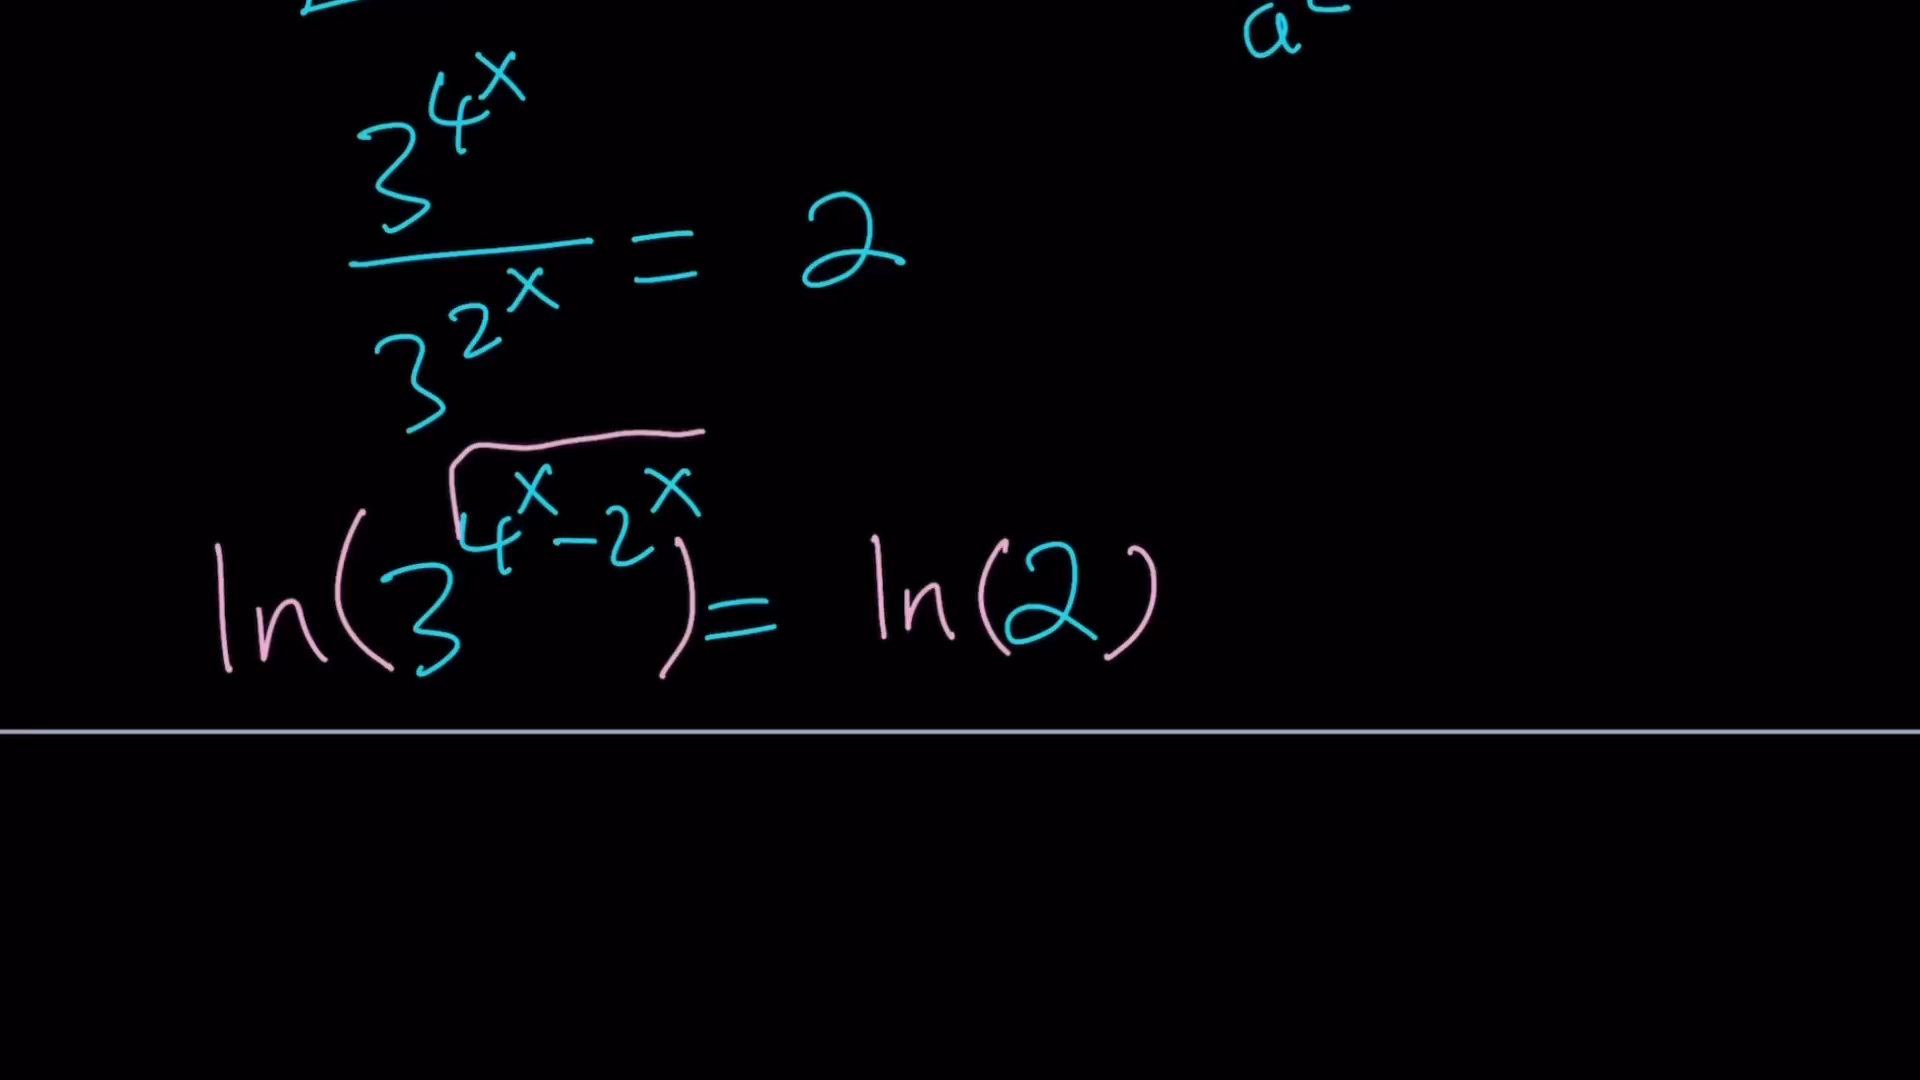 a
3^{4^x} / 3^{2^x} = 2
ln(3^{4^x - 2^x}) = ln(2)